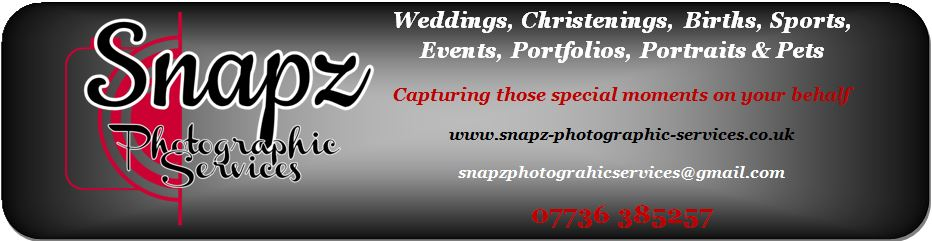 Snapz
Photographic
Services
Weddings, Christenings, Births, Sports,
Events, Portfolios, Portraits & Pets
Capturing those special moments on your behalf
www.snapz-photographic-services.co.uk
snapzphotograhicservices@gmail.com
07736 385257